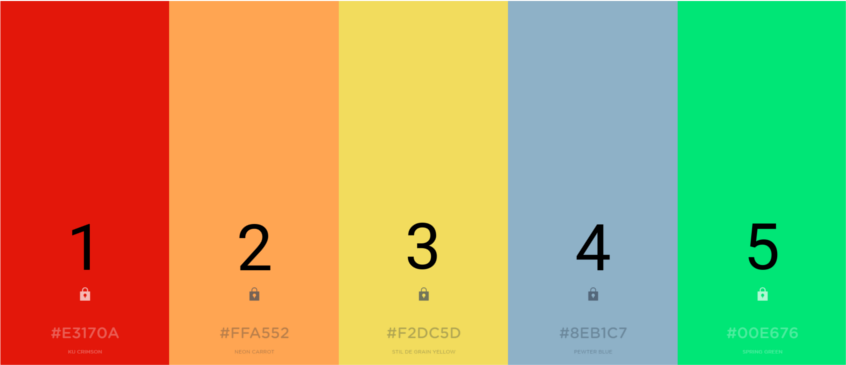 1
2
3
4
5
#E3170A
#FFA552
#F2DC5D
#8EB1C7
#00E676
KU CRIMSON
NEON CARROT
STIL DE GRAIN YELLOW
PEWTER BLUE
SPRING GREEN